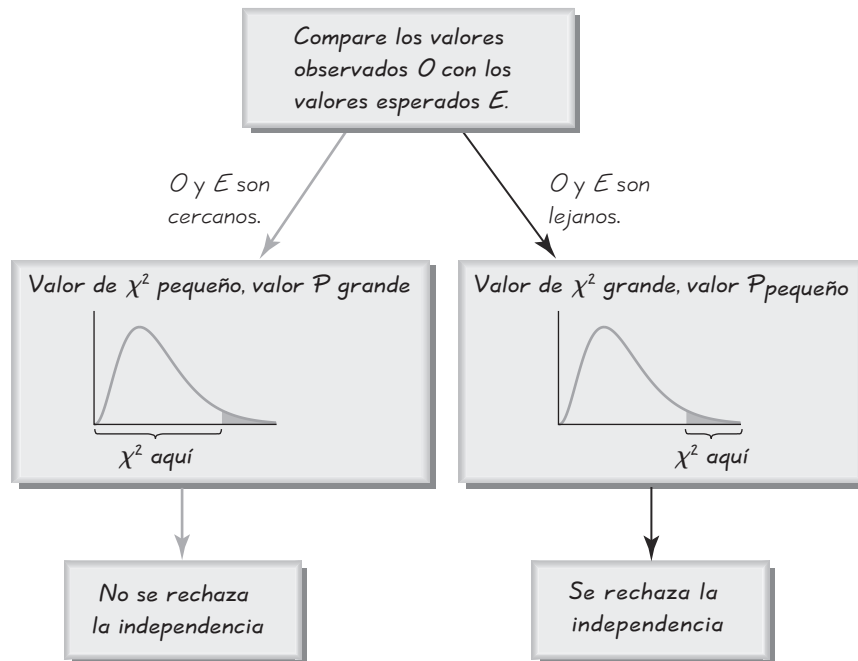 Compare los valores
observados O con los
valores esperados E.
O y E son
cercanos.
O y E son
lejanos.
Valor de χ² pequeño, valor P grande
χ² aquí
Valor de χ² grande, valor P pequeño
χ² aquí
No se rechaza
la independencia
Se rechaza la
independencia